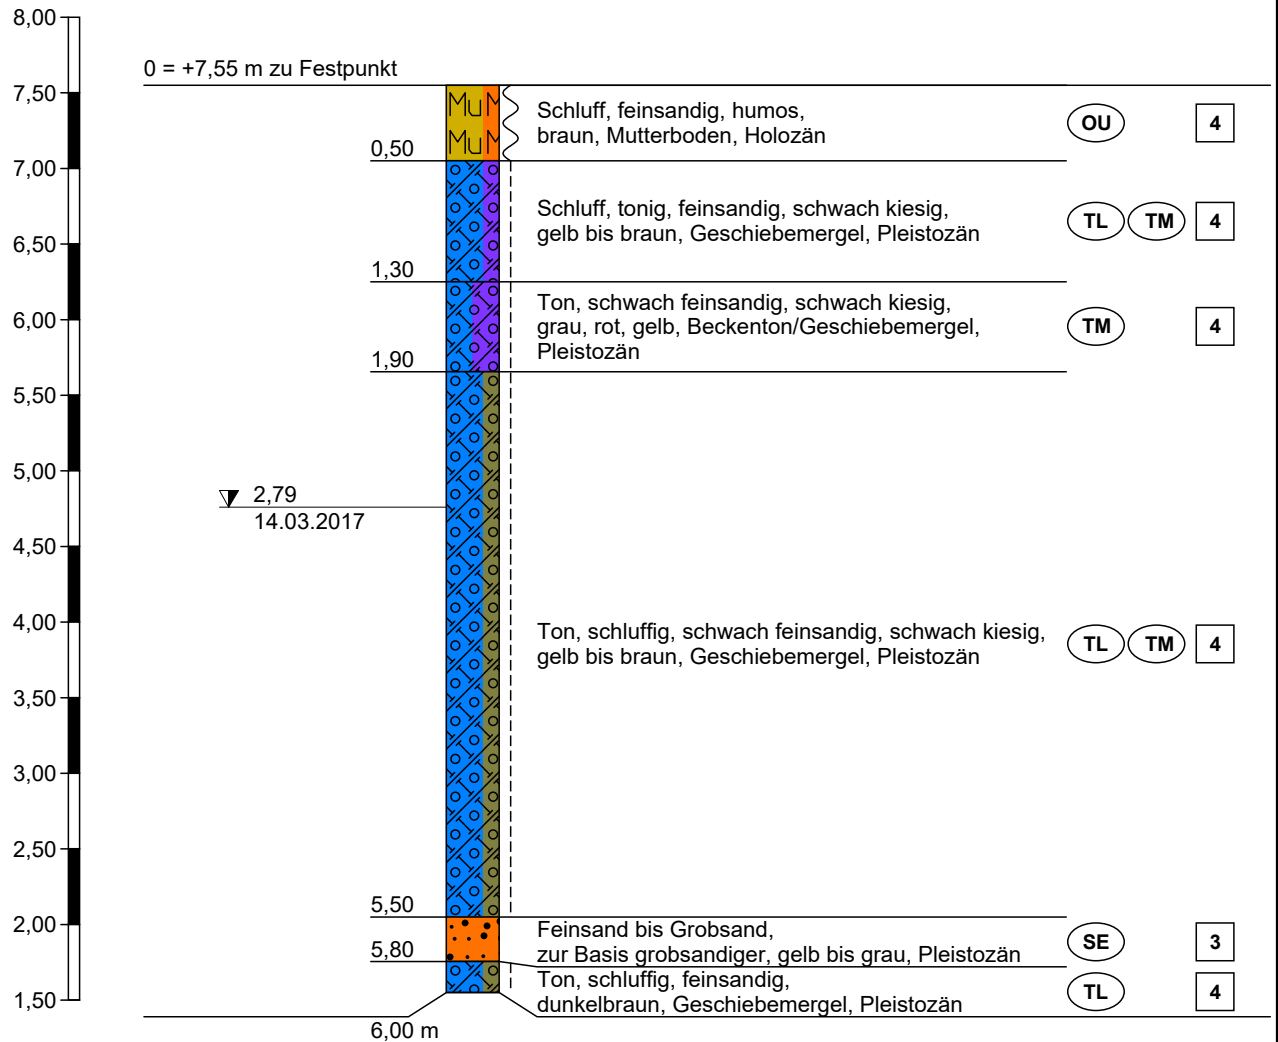 8,00
0 = +7,55 m zu Festpunkt
7,50
Mu M
Mu M
Schluff, feinsandig, humos,
braun, Mutterboden, Holozän
OU 4
0,50
7,00
Schluff, tonig, feinsandig, schwach kiesig,
gelb bis braun, Geschiebemergel, Pleistozän
TL TM 4
6,50
1,30
6,00
Ton, schwach feinsandig, schwach kiesig,
grau, rot, gelb, Beckenton/Geschiebemergel,
Pleistozän
TM 4
1,90
5,50
5,00
2,79
14.03.2017
4,50
4,00
Ton, schluffig, schwach feinsandig, schwach kiesig,
gelb bis braun, Geschiebemergel, Pleistozän
TL TM 4
3,50
3,00
2,50
5,50
2,00
Feinsand bis Grobsand,
zur Basis grobsandiger, gelb bis grau, Pleistozän
SE 3
5,80
Ton, schluffig, feinsandig,
dunkelbraun, Geschiebemergel, Pleistozän
TL 4
1,50
6,00 m